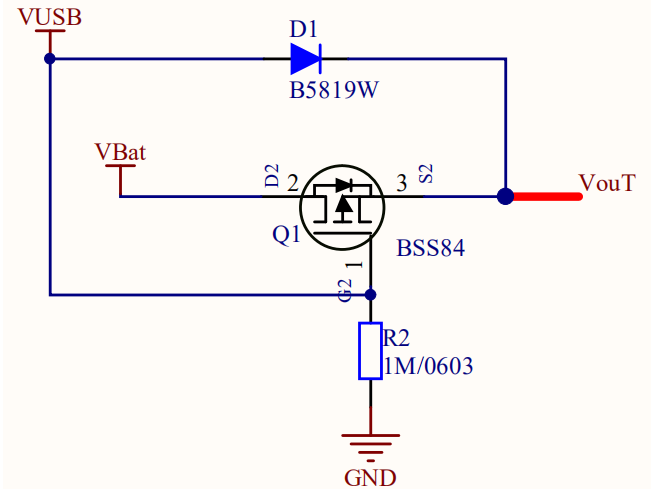 VUSB
D1
B5819W
VBat
D2
2
3
S2
VouT
Q1
BSS84
1
G2
R2
1M/0603
GND